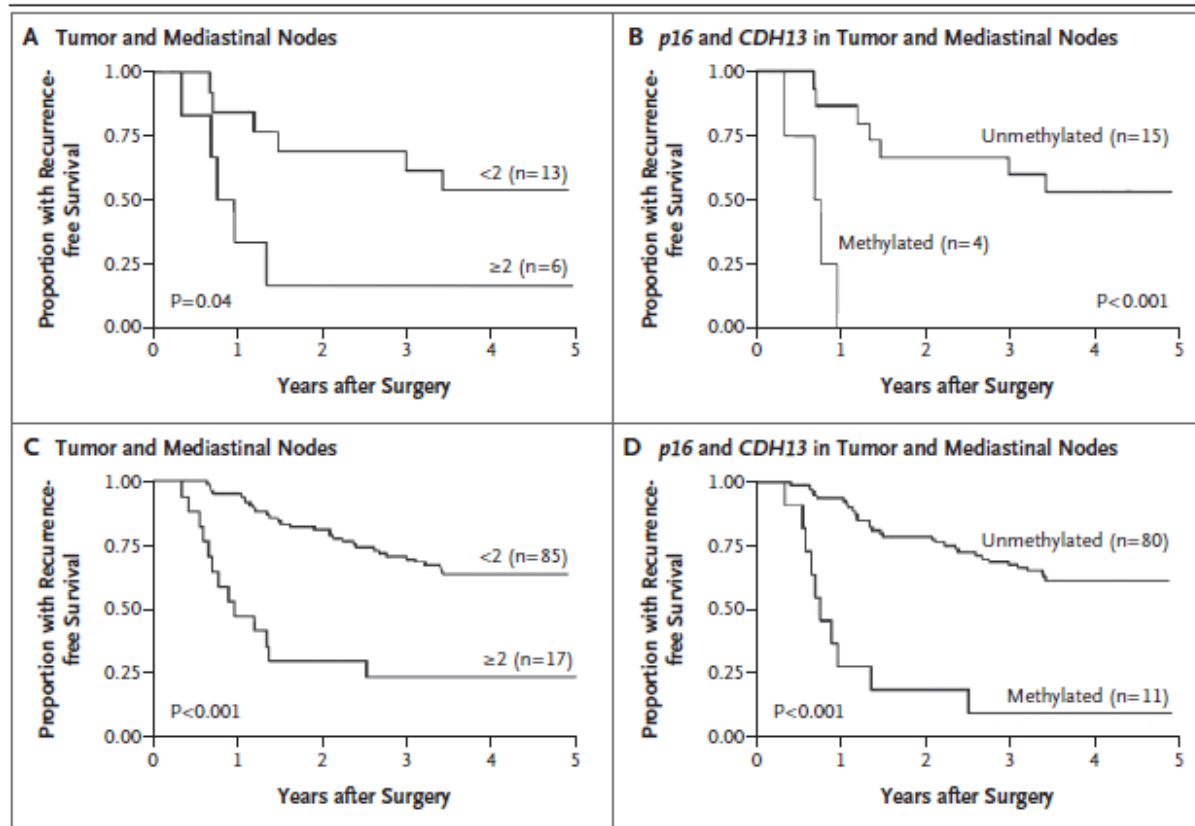 A Tumor and Mediastinal Nodes
Proportion with Recurrence-
free Survival
1.00
0.75
0.50
0.25
0.00
<2 (n=13)
≥2 (n=6)
P=0.04
0 1 2 3 4 5
Years after Surgery
B p16 and CDH13 in Tumor and Mediastinal Nodes
Proportion with Recurrence-
free Survival
1.00
0.75
0.50
0.25
0.00
Unmethylated (n=15)
Methylated (n=4)
P<0.001
0 1 2 3 4 5
Years after Surgery
C Tumor and Mediastinal Nodes
Proportion with Recurrence-
free Survival
1.00
0.75
0.50
0.25
0.00
<2 (n=85)
≥2 (n=17)
P<0.001
0 1 2 3 4 5
Years after Surgery
D p16 and CDH13 in Tumor and Mediastinal Nodes
Proportion with Recurrence-
free Survival
1.00
0.75
0.50
0.25
0.00
Unmethylated (n=80)
Methylated (n=11)
P<0.001
0 1 2 3 4 5
Years after Surgery